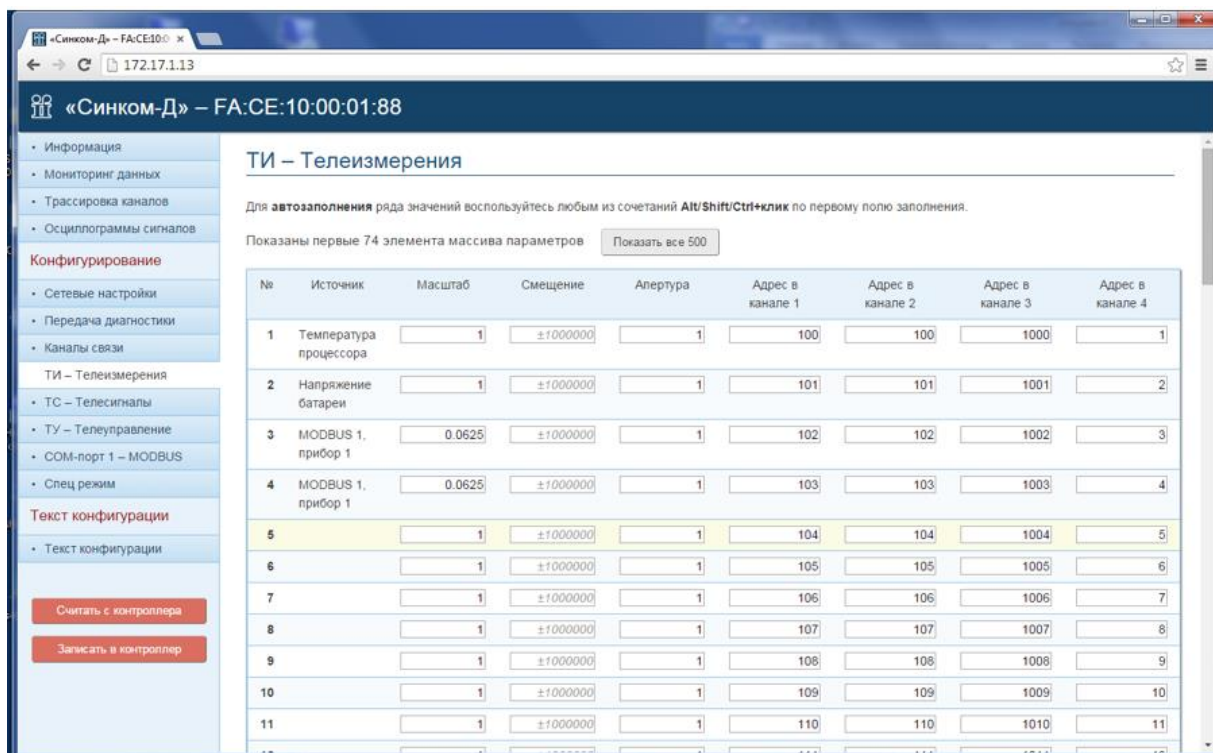 «Синком-Д» – FA:CE:10:0
172.17.1.13
«Синком-Д» – FA:CE:10:00:01:88
• Информация
• Мониторинг данных
• Трассировка каналов
• Осциллограммы сигналов
Конфигурирование
• Сетевые настройки
• Передача диагностики
• Каналы связи
ТИ – Телеизмерения
• ТС – Телесигналы
• ТУ – Телеуправление
• COM-порт 1 – MODBUS
• Спец режим
Текст конфигурации
• Текст конфигурации
Считать с контроллера
Записать в контроллер
ТИ – Телеизмерения
Для автозаполнения ряда значений воспользуйтесь любым из сочетаний Alt/Shift/Ctrl+клик по первому полю заполнения.
Показаны первые 74 элемента массива параметров Показать все 500
№ Источник Масштаб Смещение Апертура Адрес в канале 1 Адрес в канале 2 Адрес в канале 3 Адрес в канале 4
1 Температура процессора 1 ±1000000 1 100 100 1000 1
2 Напряжение батареи 1 ±1000000 1 101 101 1001 2
3 MODBUS 1, прибор 1 0.0625 ±1000000 1 102 102 1002 3
4 MODBUS 1, прибор 1 0.0625 ±1000000 1 103 103 1003 4
5 1 ±1000000 1 104 104 1004 5
6 1 ±1000000 1 105 105 1005 6
7 1 ±1000000 1 106 106 1006 7
8 1 ±1000000 1 107 107 1007 8
9 1 ±1000000 1 108 108 1008 9
10 1 ±1000000 1 109 109 1009 10
11 1 ±1000000 1 110 110 1010 11